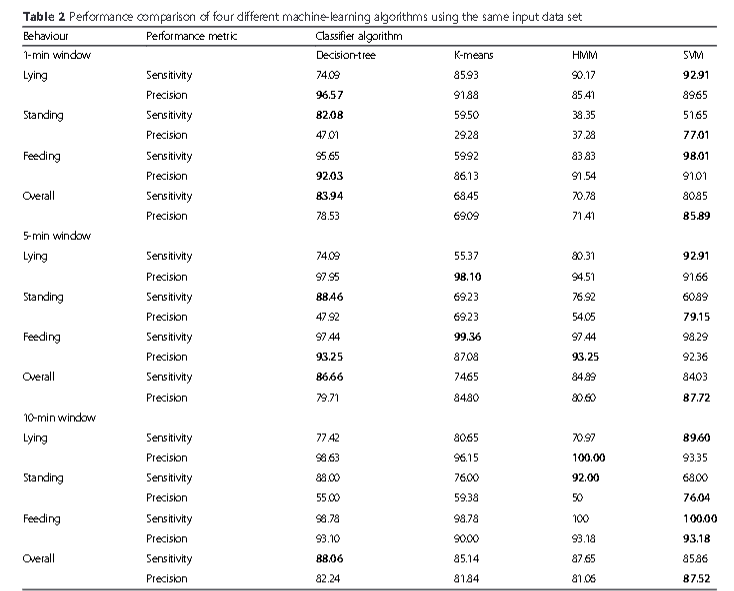 Table 2 Performance comparison of four different machine-learning algorithms using the same input data set
Behaviour Performance metric Classifier algorithm
1-min window Decision-tree K-means HMM SVM
Lying Sensitivity 74.09 85.93 90.17 92.91
Precision 96.57 91.88 85.41 89.65
Standing Sensitivity 82.08 59.50 38.35 51.65
Precision 47.01 29.28 37.28 77.01
Feeding Sensitivity 95.65 59.92 83.83 98.01
Precision 92.03 86.13 91.54 91.01
Overall Sensitivity 83.94 68.45 70.78 80.85
Precision 78.53 69.09 71.41 85.89
5-min window
Lying Sensitivity 74.09 55.37 80.31 92.91
Precision 97.95 98.10 94.51 91.66
Standing Sensitivity 88.46 69.23 76.92 60.89
Precision 47.92 69.23 54.05 79.15
Feeding Sensitivity 97.44 99.36 97.44 98.29
Precision 93.25 87.08 93.25 92.36
Overall Sensitivity 86.66 74.65 84.89 84.03
Precision 79.71 84.80 80.60 87.72
10-min window
Lying Sensitivity 77.42 80.65 70.97 89.60
Precision 98.63 96.15 100.00 93.35
Standing Sensitivity 88.00 76.00 92.00 68.00
Precision 55.00 59.38 50 76.04
Feeding Sensitivity 98.78 98.78 100 100.00
Precision 93.10 90.00 93.18 93.18
Overall Sensitivity 88.06 85.14 87.65 85.86
Precision 82.24 81.84 81.06 87.52